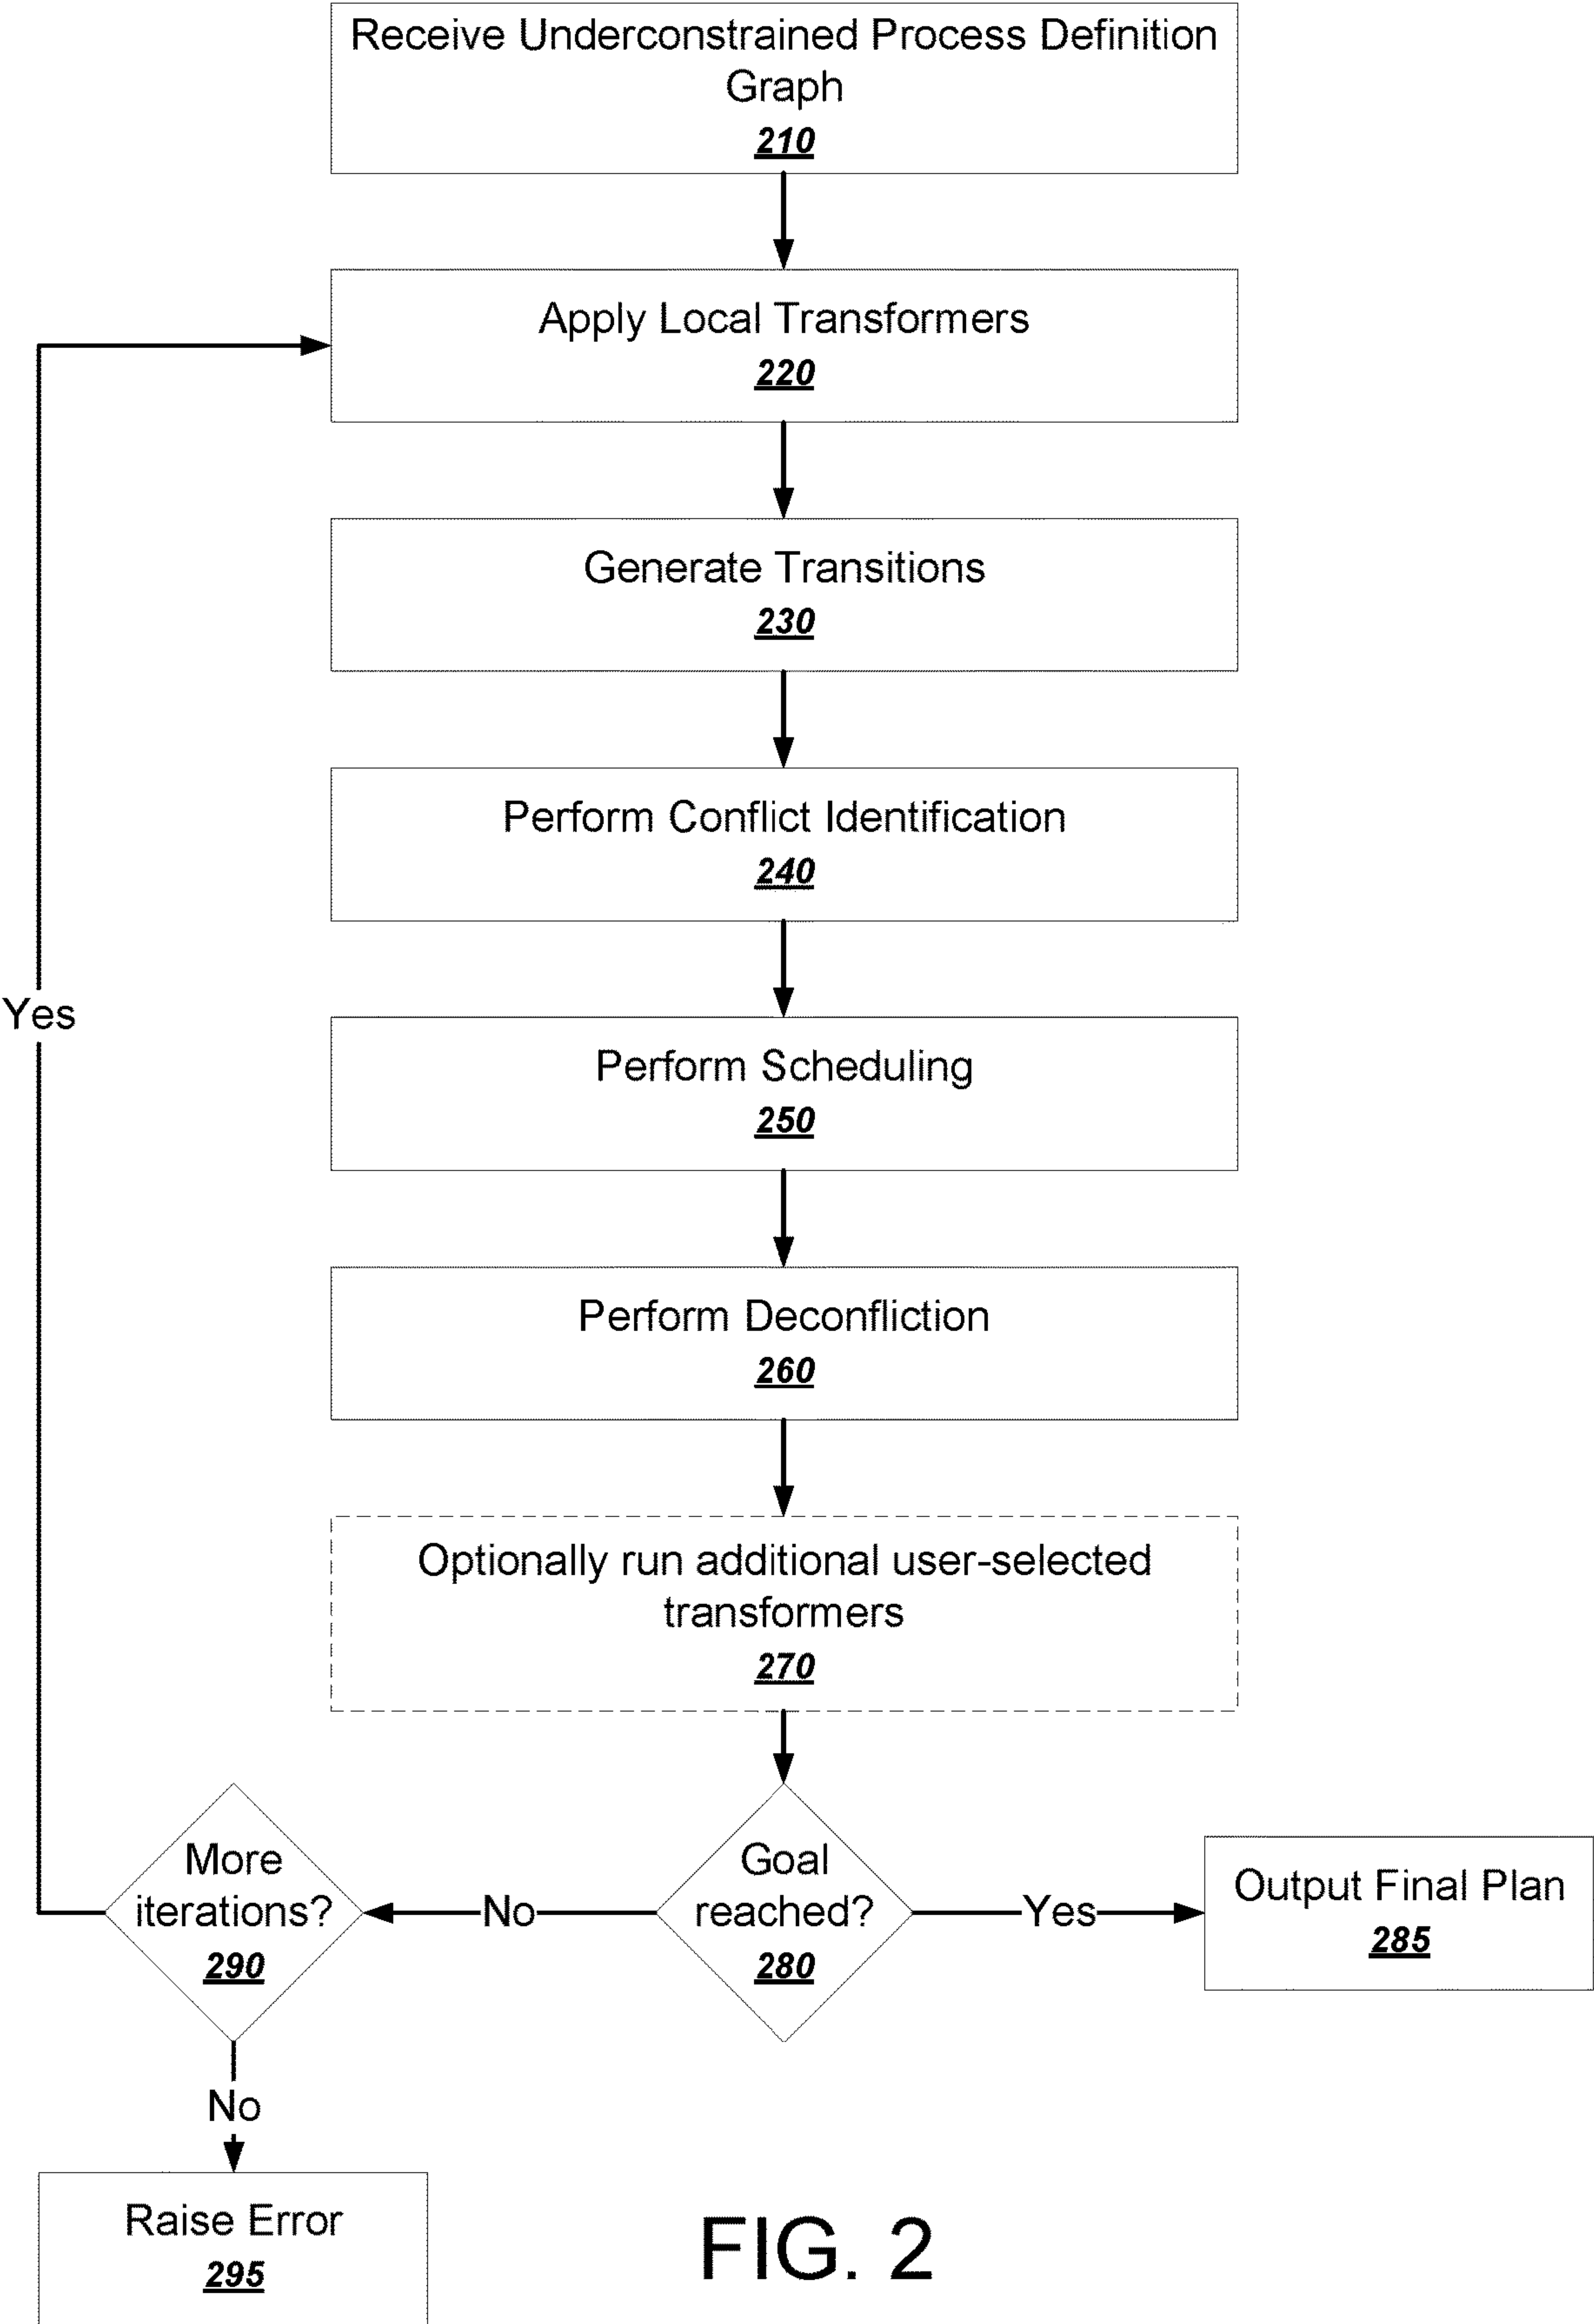 Receive Underconstrained Process Definition
Graph
210
Apply Local Transformers
220
Generate Transitions
230
Perform Conflict Identification
240
Yes
Perform Scheduling
250
Perform Deconfliction
260
Optionally run additional user-selected
transformers
270
More
iterations?
290
No
Goal
reached?
280
Yes
Output Final Plan
285
No
Raise Error
295
FIG. 2